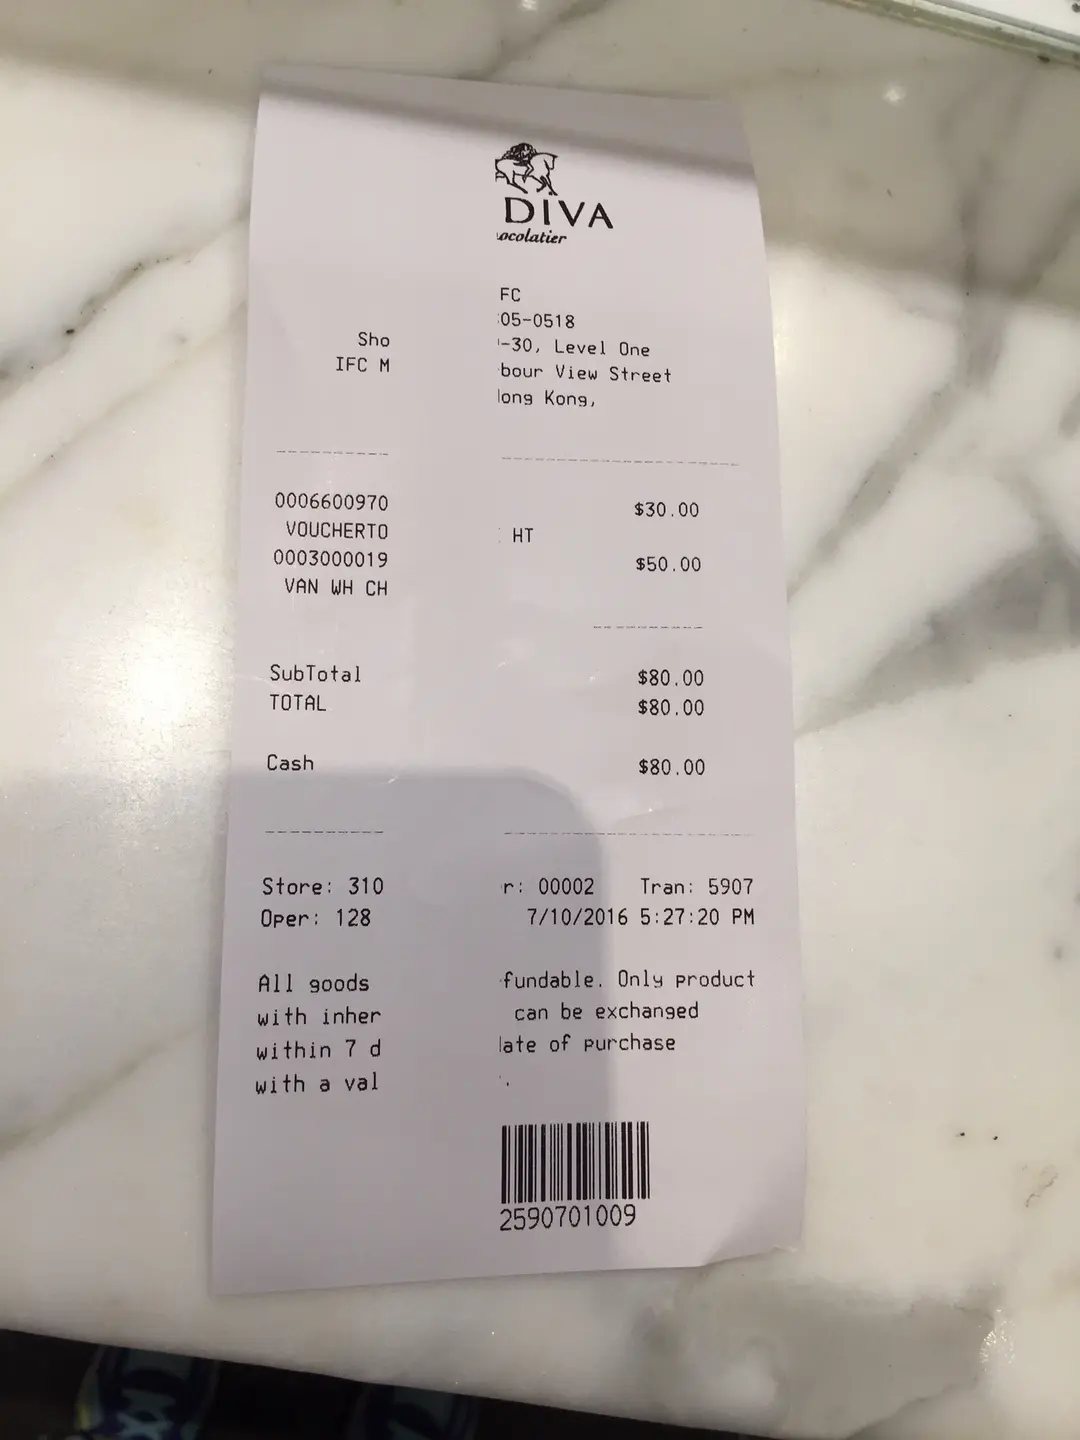 DIVA
ocolatier
FC
05-0518
Sho -30, Level One
IFC M bour View Street
ong Kong,
0006600970 $30.00
VOUCHERTO HT
0003000019 $50.00
VAN WH CH
SubTotal $80.00
TOTAL $80.00
Cash $80.00
Store: 310 r: 00002 Tran: 5907
Oper: 128 7/10/2016 5:27:20 PM
All goods fundable. Only product
with inher can be exchanged
within 7 d ate of purchase
with a val .
2590701009